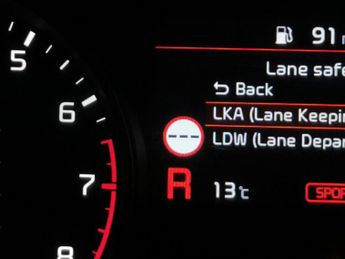 91
Lane safe
5
Back
6
LKA (Lane Keepin
LDW (Lane Depar
---
7
R
13°c
SPOR
8